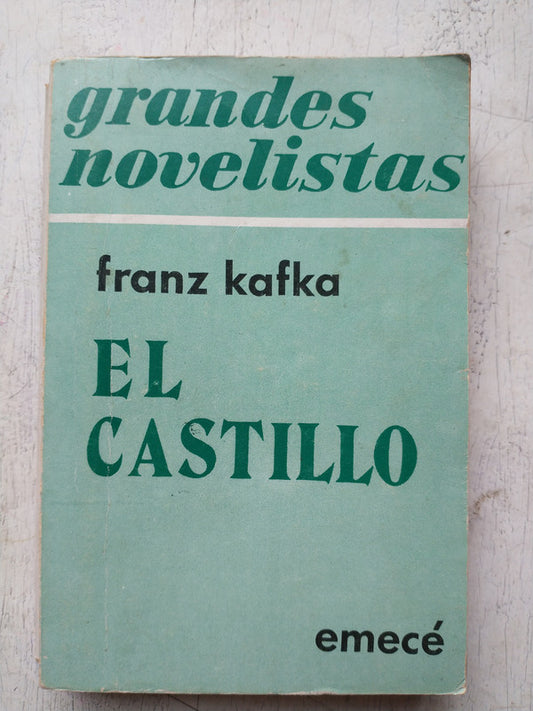 grandes
novelistas
franz kafka
EL
CASTILLO
emecé